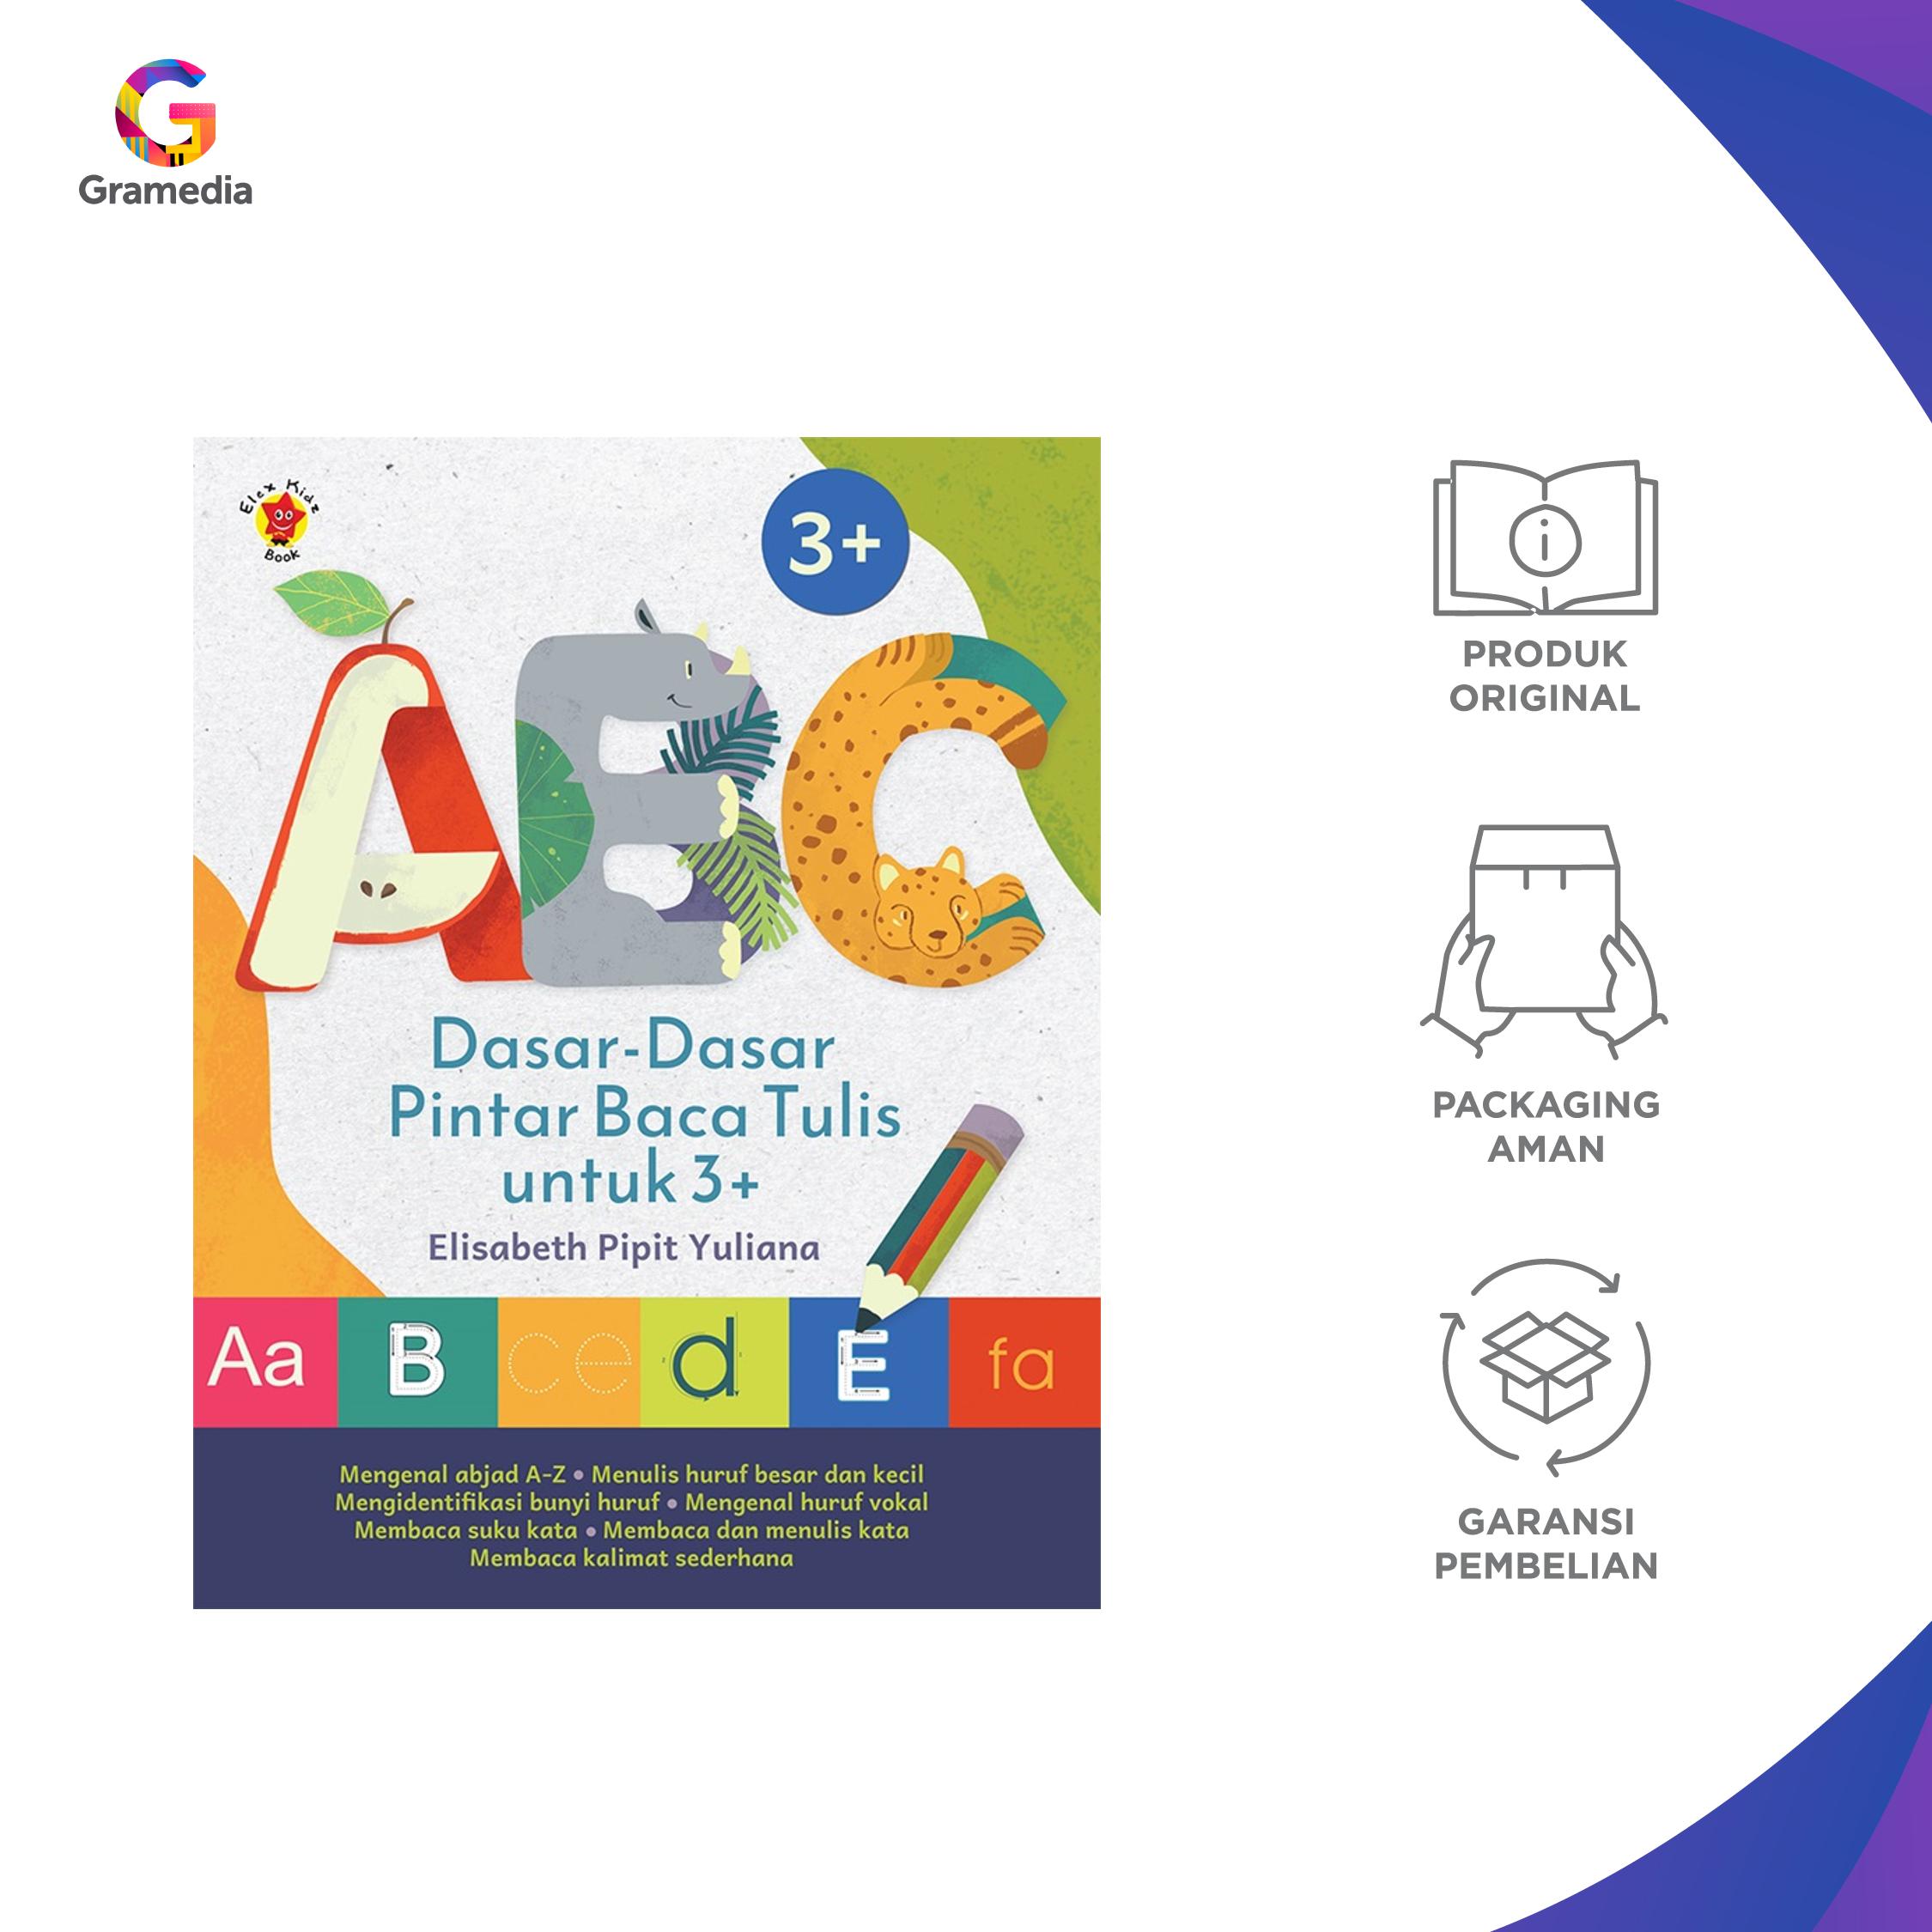 Gramedia
Elex Kidz
Book
3+
ABC
Dasar-Dasar
Pintar Baca Tulis
untuk 3+
Elisabeth Pipit Yuliana
Aa B c e d E fa
Mengenal abjad A-Z • Menulis huruf besar dan kecil
Mengidentifikasi bunyi huruf • Mengenal huruf vokal
Membaca suku kata • Membaca dan menulis kata
Membaca kalimat sederhana
PRODUK
ORIGINAL
PACKAGING
AMAN
GARANSI
PEMBELIAN